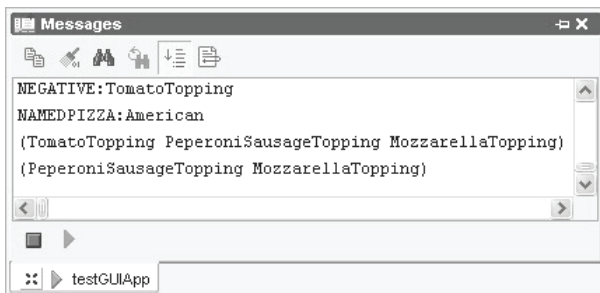 Messages
NEGATIVE:TomatoTopping
NAMEDPIZZA:American
(TomatoTopping PeperoniSausageTopping MozzarellaTopping)
(PeperoniSausageTopping MozzarellaTopping)
testGUIApp